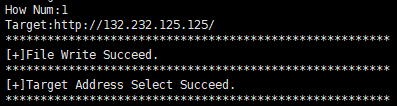 How Num:1
Target:http://132.232.125.125/
*******************************************************
[+]File Write Succeed.
*******************************************************
[+]Target Address Select Succeed.
*******************************************************